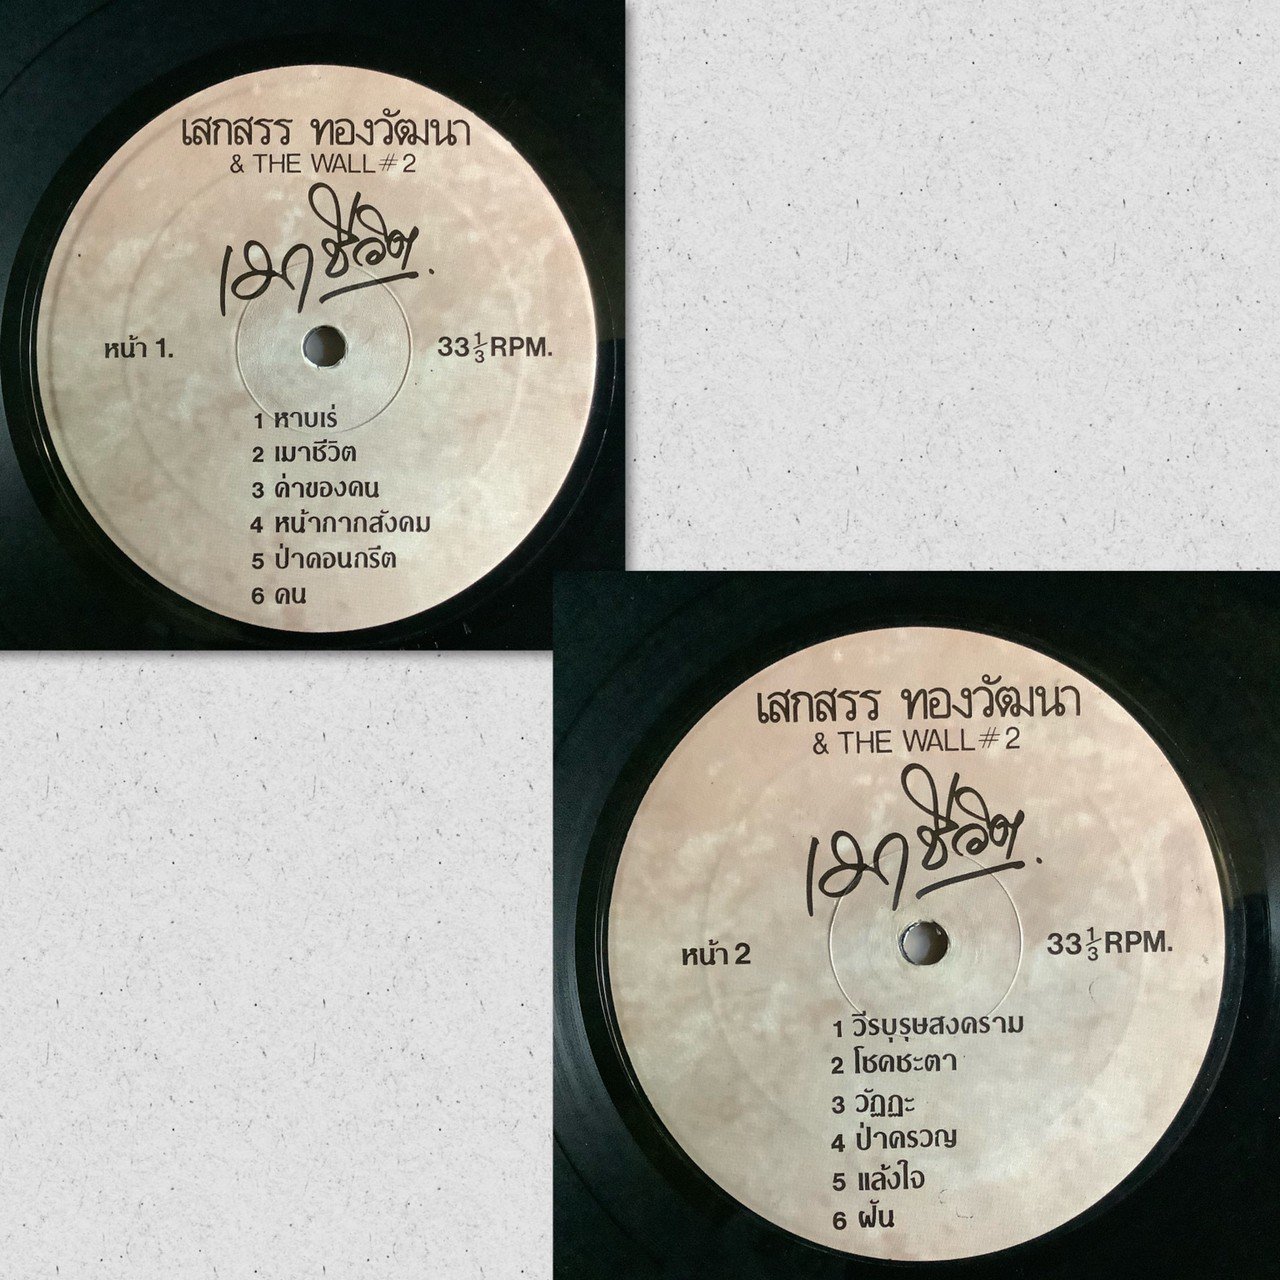 เสกสรร ทองวัฒนา
& THE WALL # 2
เมาชีวิต.
หน้า 1.
33 1/3 RPM.
1 หาบเร่
2 เมาชีวิต
3 ค่าของคน
4 หน้ากากสังคม
5 ป่าคอนกรีต
6 คน
เสกสรร ทองวัฒนา
& THE WALL # 2
เมาชีวิต.
หน้า 2
33 1/3 RPM.
1 วีรบุรุษสงคราม
2 โชคชะตา
3 วัฏฏะ
4 ป่าครวญ
5 แล้งใจ
6 ฝัน